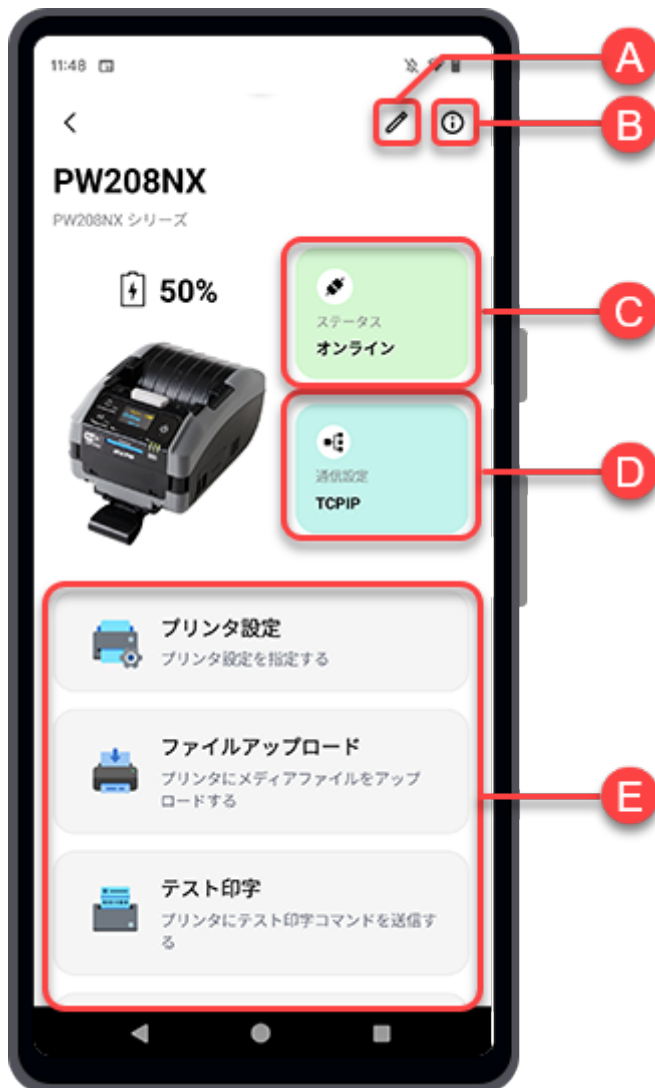 11:48
A
B
PW208NX
PW208NX シリーズ
50%
ステータス
オンライン
C
通信設定
TCPIP
D
プリンタ設定
プリンタ設定を指定する
ファイルアップロード
プリンタにメディアファイルをアップ
ロードする
E
テスト印字
プリンタにテスト印字コマンドを送信す
る